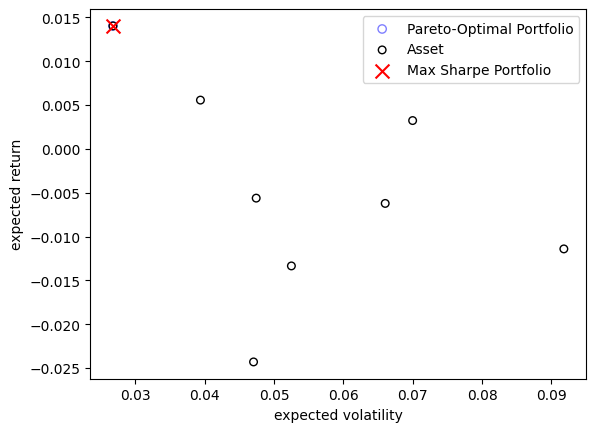 0.015
0.010
0.005
0.000
−0.005
−0.010
−0.015
−0.020
−0.025
expected return
Pareto-Optimal Portfolio
Asset
Max Sharpe Portfolio
0.03 0.04 0.05 0.06 0.07 0.08 0.09
expected volatility